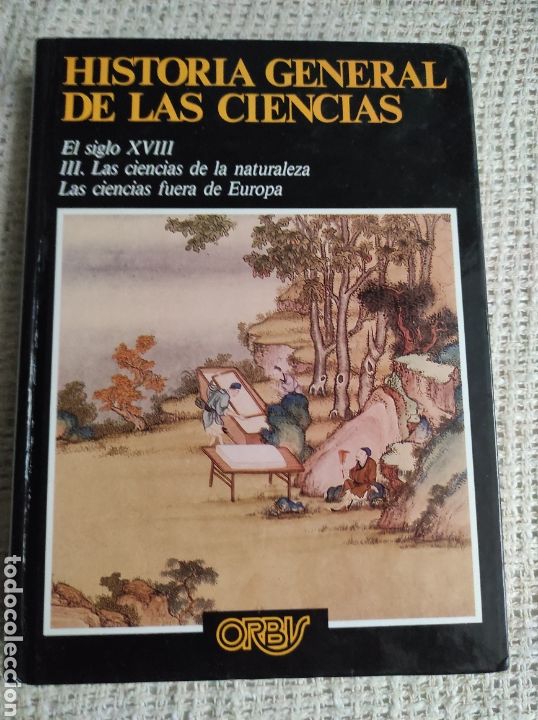 HISTORIA GENERAL
DE LAS CIENCIAS
El siglo XVIII
III. Las ciencias de la naturaleza
Las ciencias fuera de Europa
ORBIS
todocoleccion